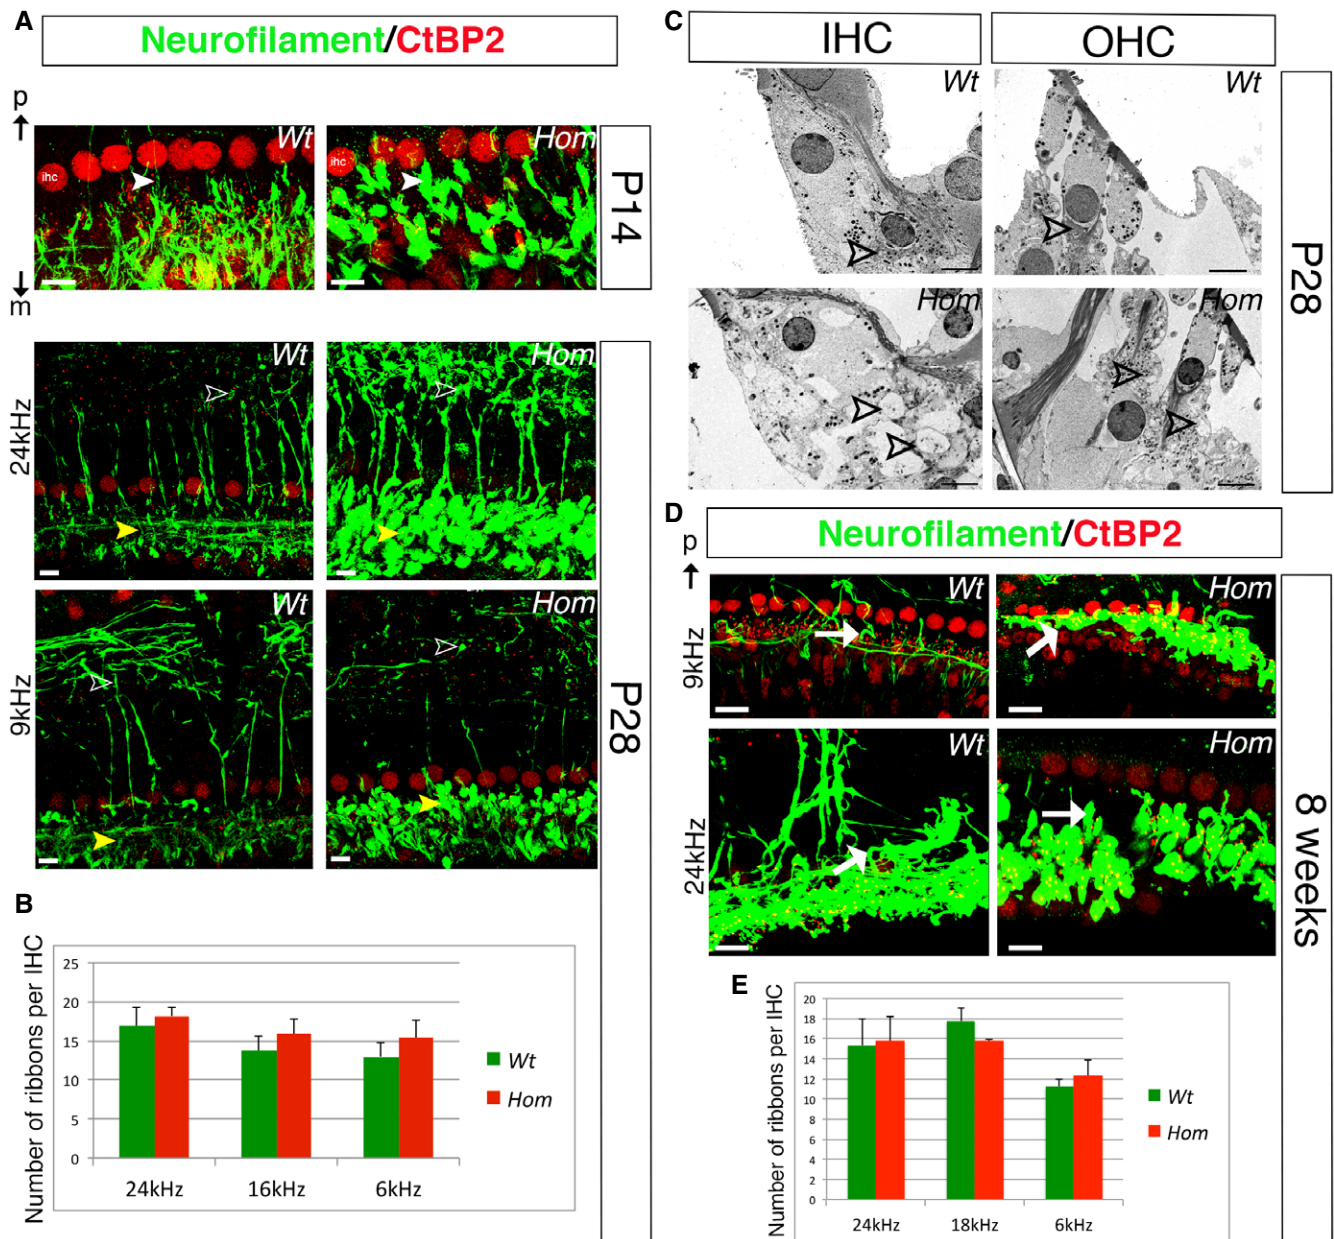 A
Neurofilament/CtBP2
p
m
Wt
ihc
Hom
ihc
P14
24kHz
Wt
Hom
9kHz
Wt
Hom
P28
B
Number of ribbons per IHC
25
20
15
10
5
0
24kHz
16kHz
6kHz
Wt
Hom
C
IHC
OHC
Wt
Wt
Hom
Hom
P28
D
Neurofilament/CtBP2
p
9kHz
Wt
Hom
24kHz
Wt
Hom
8 weeks
E
Number of ribbons per IHC
20
18
16
14
12
10
8
6
4
2
0
24kHz
18kHz
6kHz
Wt
Hom